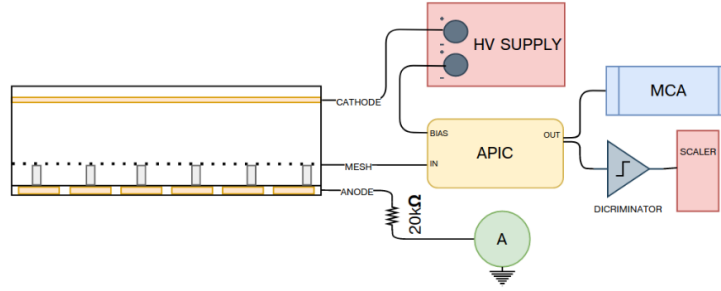 +
HV SUPPLY
-
+
-
CATHODE
MCA
BIAS
OUT
APIC
MESH
IN
SCALER
ANODE
20kΩ
DICRIMINATOR
A